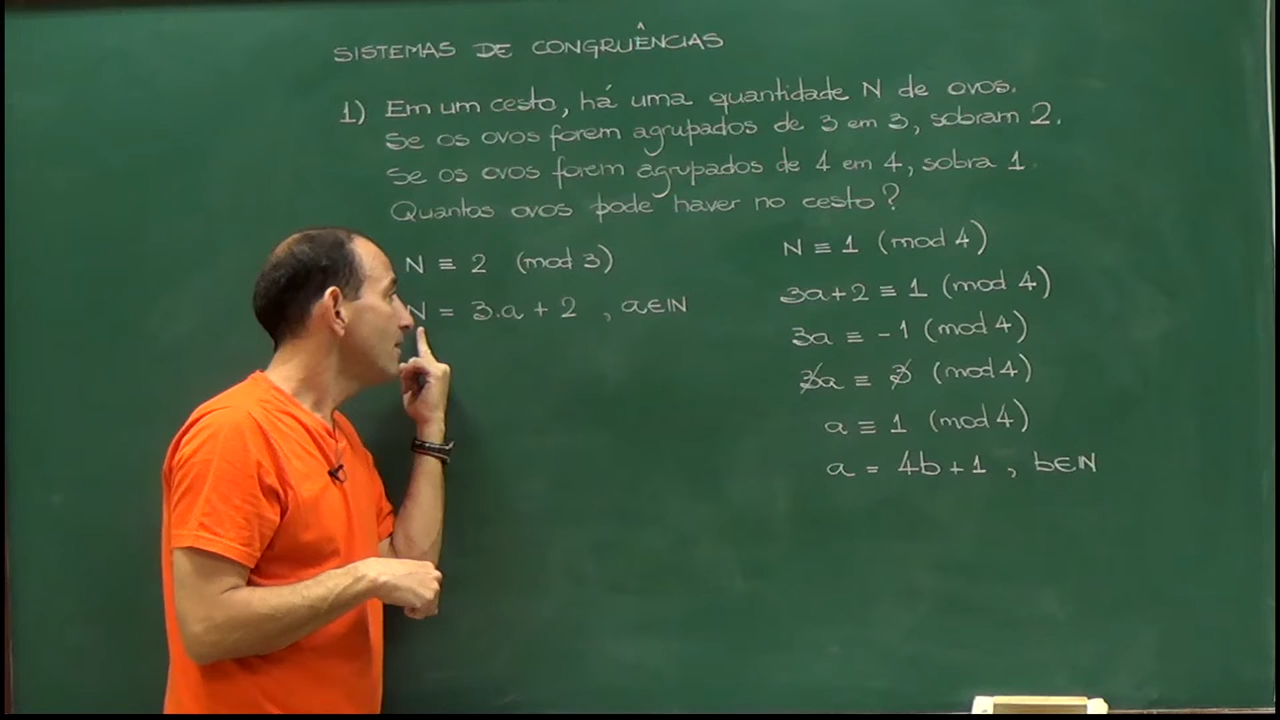 SISTEMAS DE CONGRUÊNCIAS
1) Em um cesto, há uma quantidade N de ovos.
Se os ovos forem agrupados de 3 em 3, sobram 2.
Se os ovos forem agrupados de 4 em 4, sobra 1.
Quantos ovos pode haver no cesto?
N ≡ 2 (mod 3)
N = 3.a + 2 , a∈ℕ
N ≡ 1 (mod 4)
3a+2 ≡ 1 (mod 4)
3a ≡ -1 (mod 4)
3a ≡ 3 (mod 4)
a ≡ 1 (mod 4)
a = 4b+1 , b∈ℕ